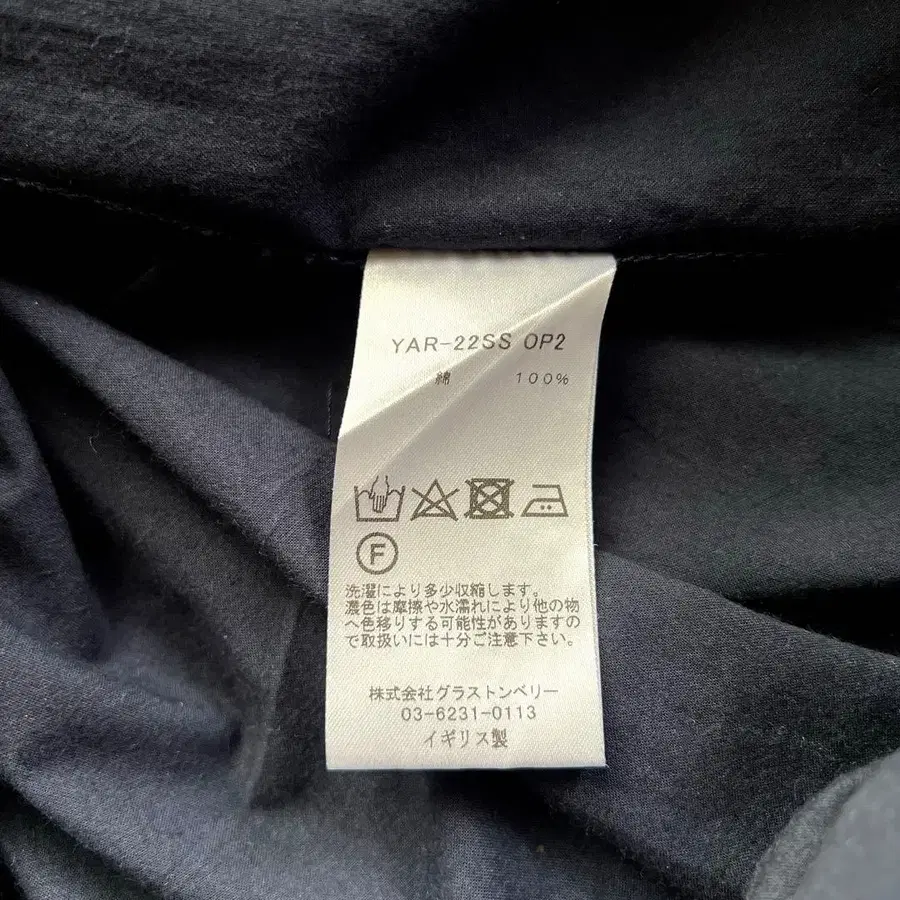 YAR-22SS OP2
綿 100%
F
洗濯により多少収縮します。
濃色は摩擦や水濡れにより他の物
へ色移りする可能性がありますの
で取扱いには十分ご注意下さい。
株式会社グラストンベリー
03-6231-0113
イギリス製